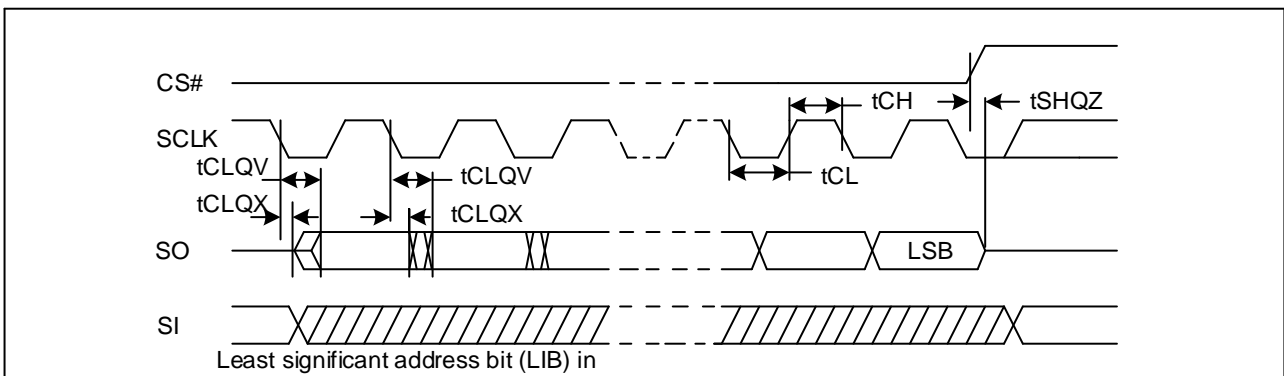 CS#
tCH
tSHQZ
SCLK
tCLQV
tCLQV
tCL
tCLQX
tCLQX
SO
LSB
SI
Least significant address bit (LIB) in